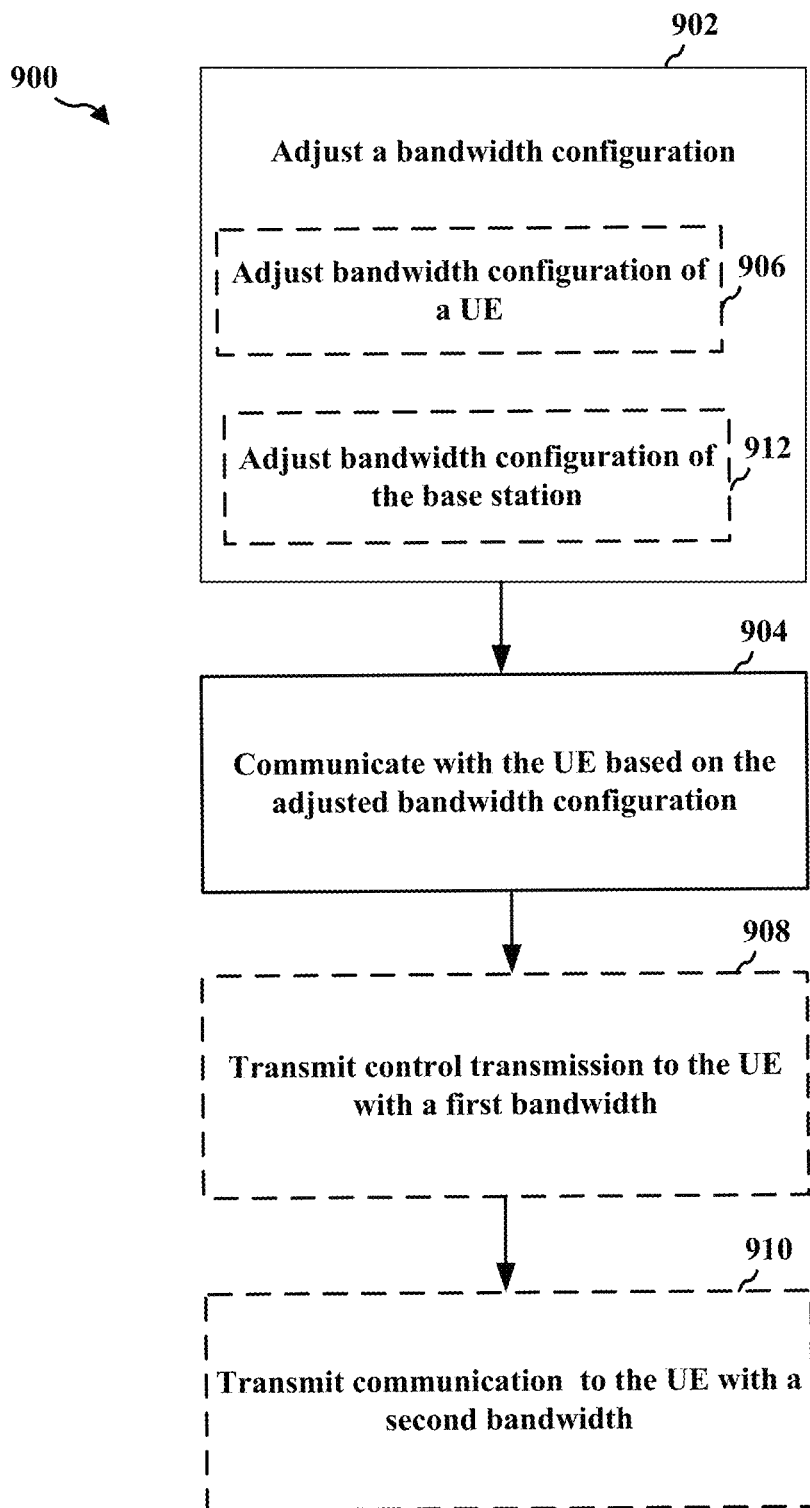 902
900
Adjust a bandwidth configuration
Adjust bandwidth configuration of
a UE
906
Adjust bandwidth configuration of
the base station
912
904
Communicate with the UE based on the
adjusted bandwidth configuration
908
Transmit control transmission to the UE
with a first bandwidth
910
Transmit communication to the UE with a
second bandwidth